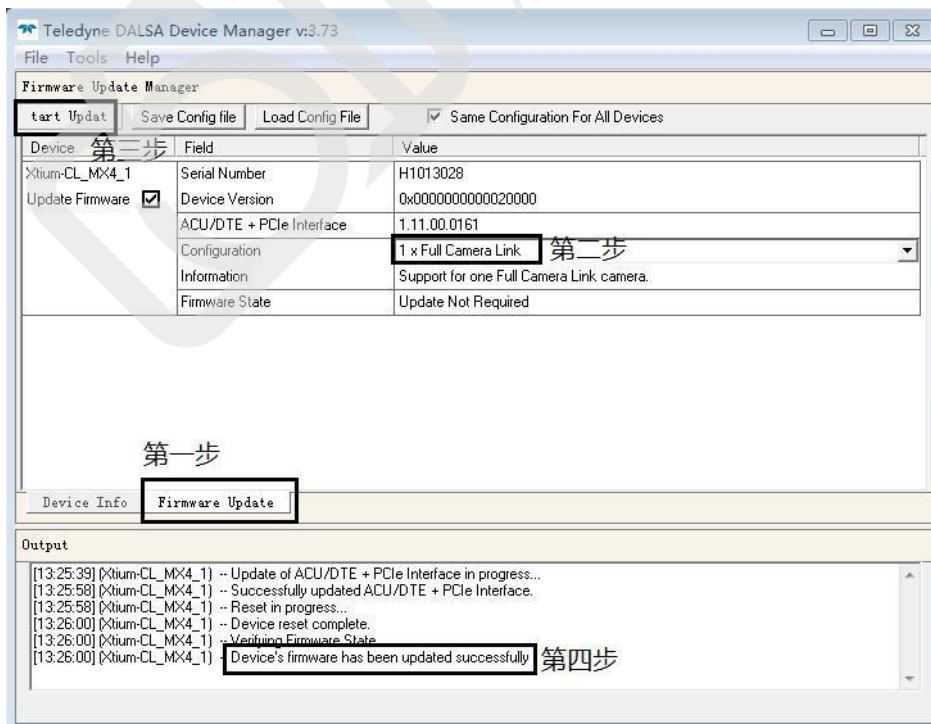 Teledyne DALSA Device Manager v:3.73
File Tools Help
Firmware Update Manager
tart Updat Save Config file Load Config File Same Configuration For All Devices
Device 第三步 Field Value
Xtium-CL_MX4_1 Serial Number H1013028
Update Firmware Device Version 0x0000000000020000
ACU/DTE + PCIe Interface 1.11.00.0161
Configuration 1 x Full Camera Link 第二步
Information Support for one Full Camera Link camera.
Firmware State Update Not Required
第一步
Device Info Firmware Update
Output
[13:25:39] (Xtium-CL_MX4_1) -- Update of ACU/DTE + PCIe Interface in progress...
[13:25:58] (Xtium-CL_MX4_1) -- Successfully updated ACU/DTE + PCIe Interface.
[13:25:58] (Xtium-CL_MX4_1) -- Reset in progress...
[13:26:00] (Xtium-CL_MX4_1) -- Device reset complete.
[13:26:00] (Xtium-CL_MX4_1) -- Verifying Firmware State
[13:26:00] (Xtium-CL_MX4_1) - Device's firmware has been updated successfully 第四步